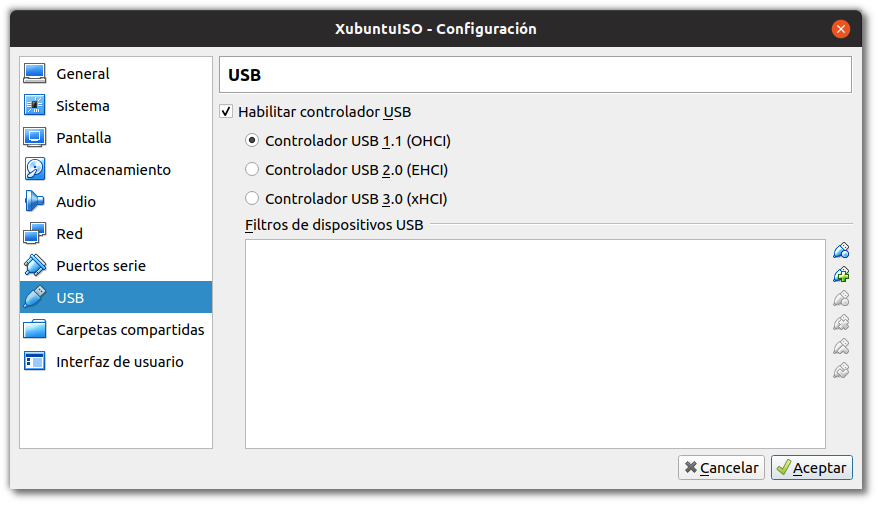 XubuntuISO - Configuración
General
Sistema
Pantalla
Almacenamiento
Audio
Red
Puertos serie
USB
Carpetas compartidas
Interfaz de usuario
USB
Habilitar controlador USB
Controlador USB 1.1 (OHCI)
Controlador USB 2.0 (EHCI)
Controlador USB 3.0 (xHCI)
Filtros de dispositivos USB
Cancelar
Aceptar